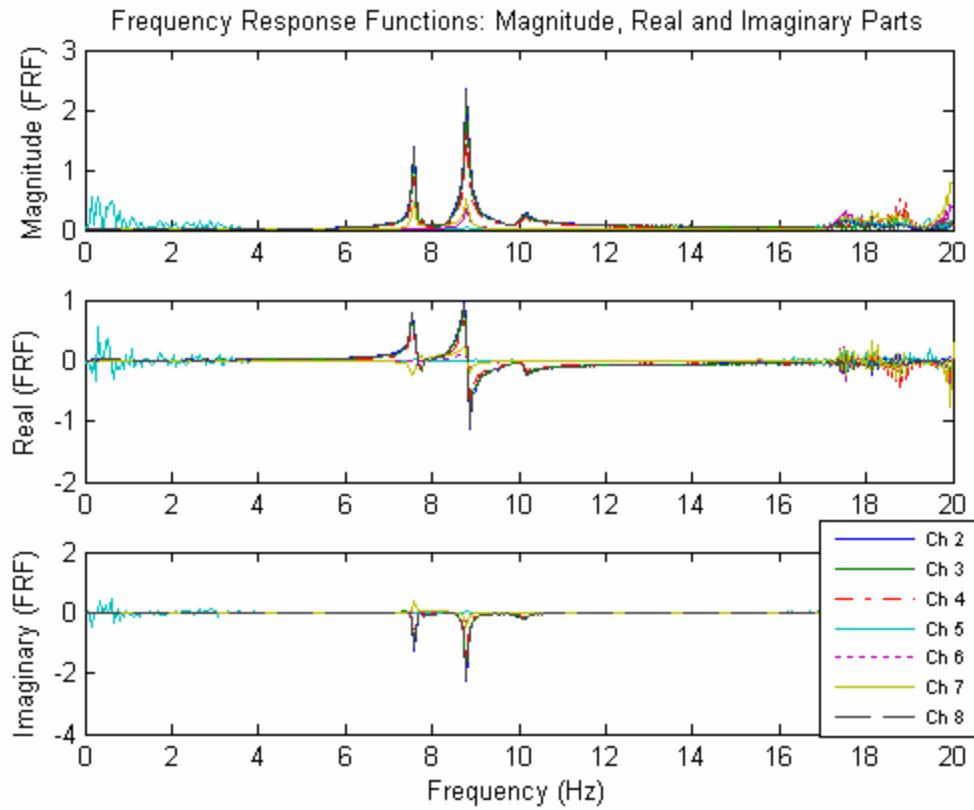 Frequency Response Functions: Magnitude, Real and Imaginary Parts
Magnitude (FRF)
3
2
1
0
0 2 4 6 8 10 12 14 16 18 20
Real (FRF)
1
0
-1
-2
0 2 4 6 8 10 12 14 16 18 20
Imaginary (FRF)
2
0
-2
-4
0 2 4 6 8 10 12 14 16 18 20
Frequency (Hz)
Ch 2
Ch 3
Ch 4
Ch 5
Ch 6
Ch 7
Ch 8